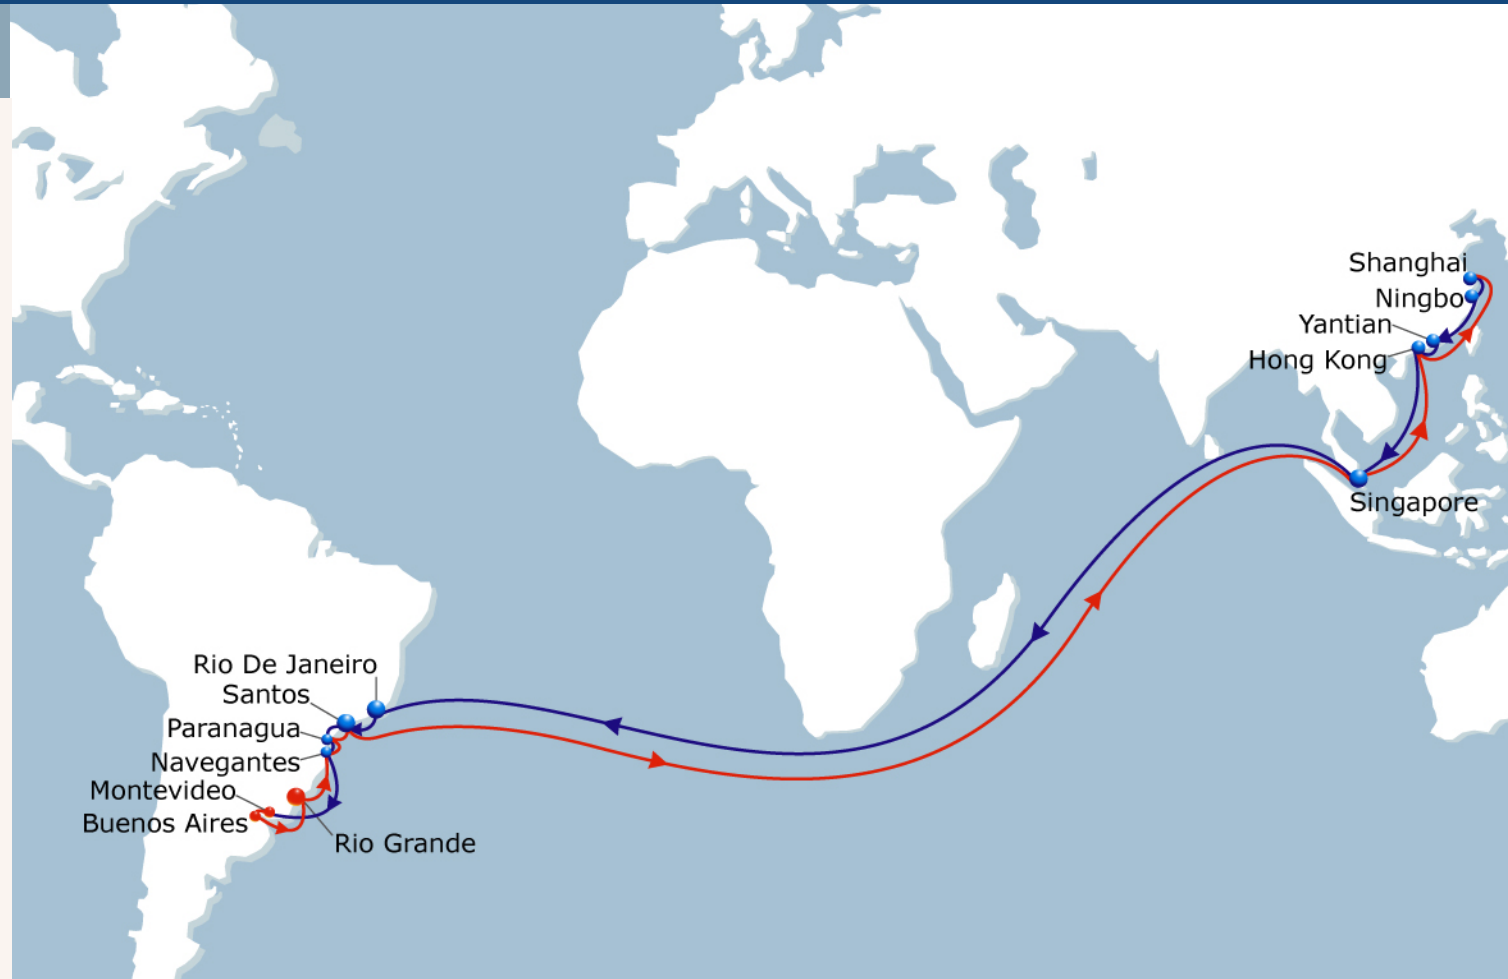 Shanghai
Ningbo
Yantian
Hong Kong
Singapore
Rio De Janeiro
Santos
Paranagua
Navegantes
Montevideo
Buenos Aires
Rio Grande